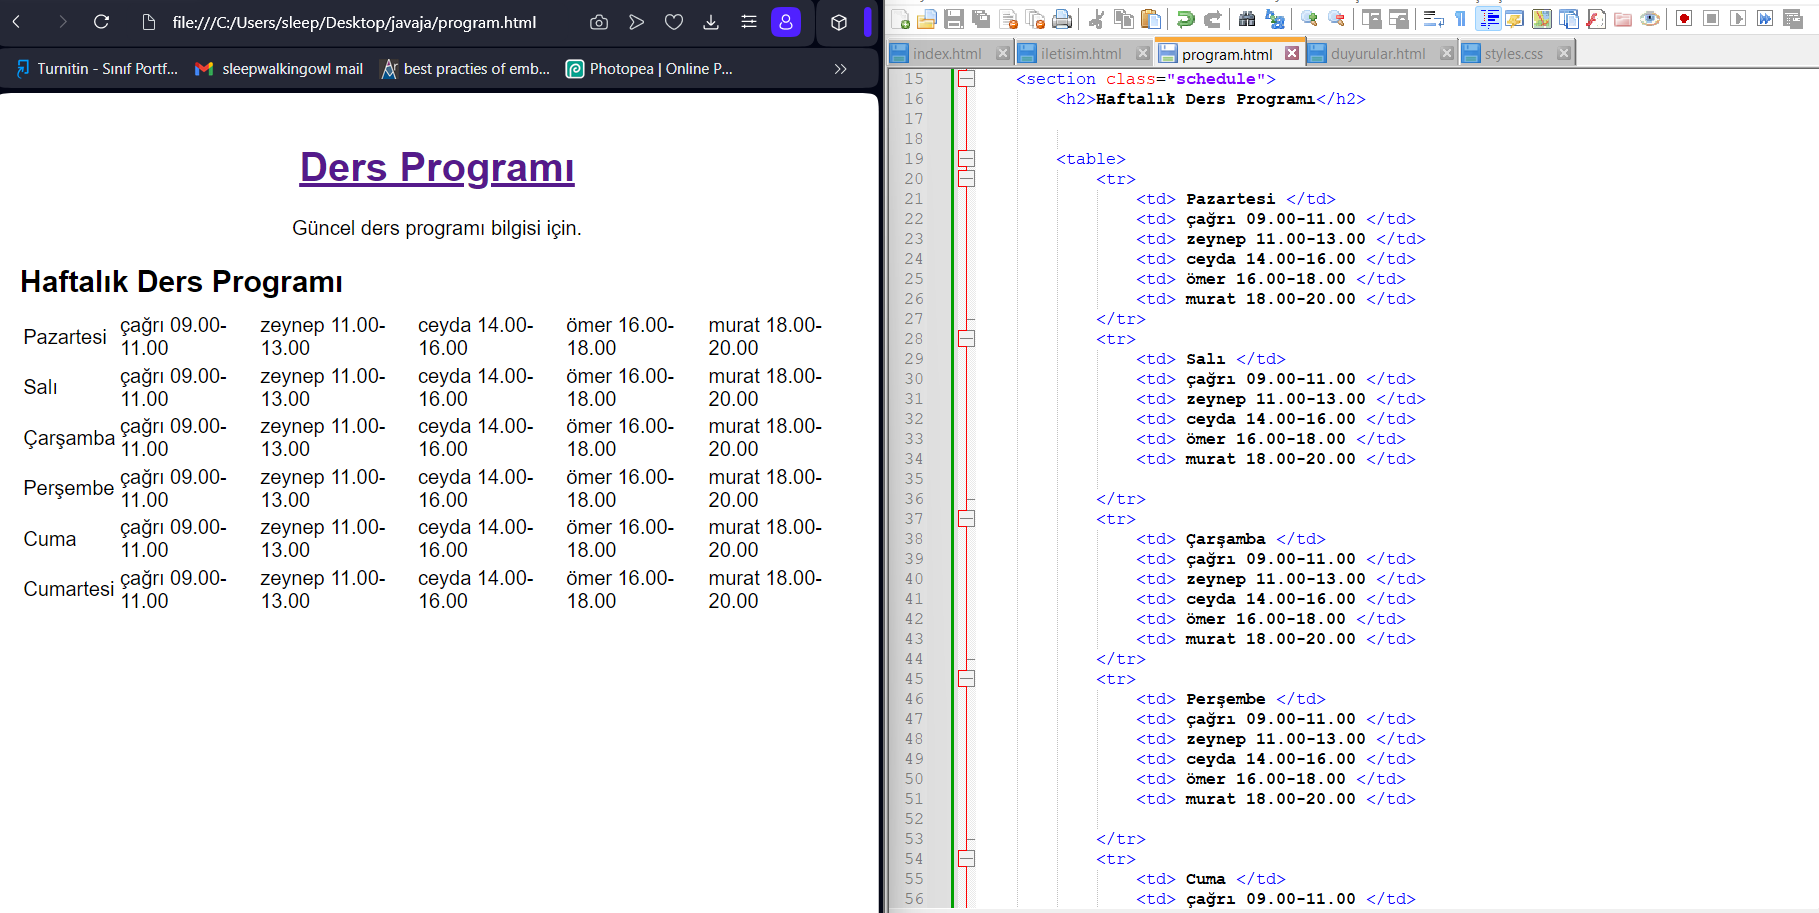 file:///C:/Users/sleep/Desktop/javaja/program.html
Turnitin - Sınıf Portf...
sleepwalkingowl mail
best practies of emb...
Photopea | Online P...
Ders Programı
Güncel ders programı bilgisi için.
Haftalık Ders Programı
Pazartesi çağrı 09.00-11.00 zeynep 11.00-13.00 ceyda 14.00-16.00 ömer 16.00-18.00 murat 18.00-20.00
Salı çağrı 09.00-11.00 zeynep 11.00-13.00 ceyda 14.00-16.00 ömer 16.00-18.00 murat 18.00-20.00
Çarşamba çağrı 09.00-11.00 zeynep 11.00-13.00 ceyda 14.00-16.00 ömer 16.00-18.00 murat 18.00-20.00
Perşembe çağrı 09.00-11.00 zeynep 11.00-13.00 ceyda 14.00-16.00 ömer 16.00-18.00 murat 18.00-20.00
Cuma çağrı 09.00-11.00 zeynep 11.00-13.00 ceyda 14.00-16.00 ömer 16.00-18.00 murat 18.00-20.00
Cumartesi çağrı 09.00-11.00 zeynep 11.00-13.00 ceyda 14.00-16.00 ömer 16.00-18.00 murat 18.00-20.00
index.html iletisim.html program.html duyurular.html styles.css
15 <section class="schedule">
16 <h2>Haftalık Ders Programı</h2>
17
18
19 <table>
20 <tr>
21 <td> Pazartesi </td>
22 <td> çağrı 09.00-11.00 </td>
23 <td> zeynep 11.00-13.00 </td>
24 <td> ceyda 14.00-16.00 </td>
25 <td> ömer 16.00-18.00 </td>
26 <td> murat 18.00-20.00 </td>
27 </tr>
28 <tr>
29 <td> Salı </td>
30 <td> çağrı 09.00-11.00 </td>
31 <td> zeynep 11.00-13.00 </td>
32 <td> ceyda 14.00-16.00 </td>
33 <td> ömer 16.00-18.00 </td>
34 <td> murat 18.00-20.00 </td>
35
36 </tr>
37 <tr>
38 <td> Çarşamba </td>
39 <td> çağrı 09.00-11.00 </td>
40 <td> zeynep 11.00-13.00 </td>
41 <td> ceyda 14.00-16.00 </td>
42 <td> ömer 16.00-18.00 </td>
43 <td> murat 18.00-20.00 </td>
44 </tr>
45 <tr>
46 <td> Perşembe </td>
47 <td> çağrı 09.00-11.00 </td>
48 <td> zeynep 11.00-13.00 </td>
49 <td> ceyda 14.00-16.00 </td>
50 <td> ömer 16.00-18.00 </td>
51 <td> murat 18.00-20.00 </td>
52
53 </tr>
54 <tr>
55 <td> Cuma </td>
56 <td> çağrı 09.00-11.00 </td>